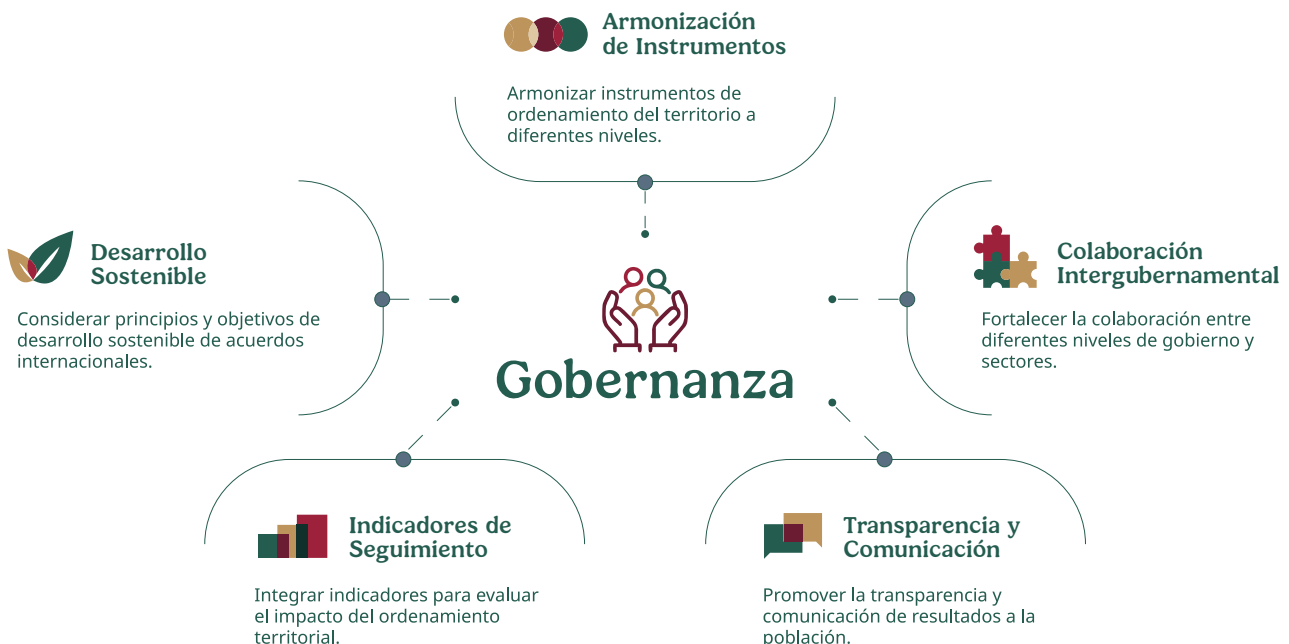 Armonización
de Instrumentos
Armonizar instrumentos de
ordenamiento del territorio a
diferentes niveles.
Desarrollo
Sostenible
Considerar principios y objetivos de
desarrollo sostenible de acuerdos
internacionales.
Colaboración
Intergubernamental
Fortalecer la colaboración entre
diferentes niveles de gobierno y
sectores.
Gobernanza
Indicadores de
Seguimiento
Integrar indicadores para evaluar
el impacto del ordenamiento
territorial.
Transparencia y
Comunicación
Promover la transparencia y
comunicación de resultados a la
población.